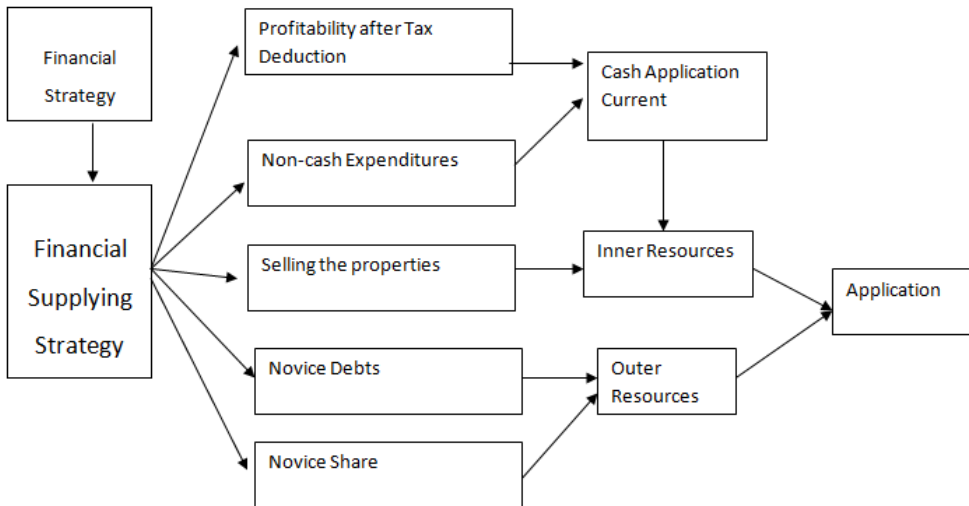 Financial
Strategy
Financial
Supplying
Strategy
Profitability after Tax
Deduction
Non-cash Expenditures
Selling the properties
Novice Debts
Novice Share
Cash Application
Current
Inner Resources
Outer
Resources
Application